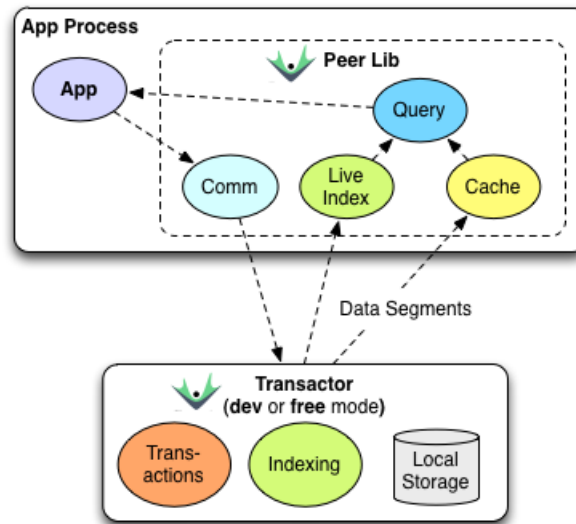 App Process
Peer Lib
App
Query
Comm
Live
Index
Cache
Data Segments
Transactor
(dev or free mode)
Trans-
actions
Indexing
Local
Storage